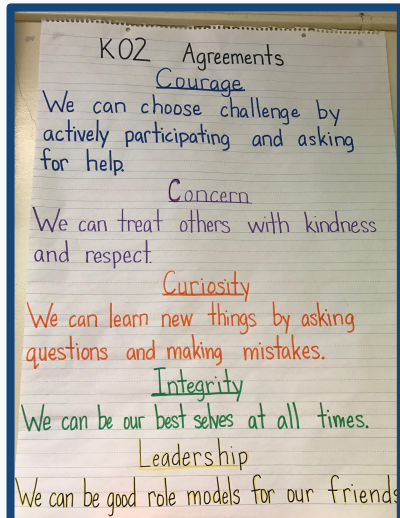 K02 Agreements
Courage
We can choose challenge by
actively participating and asking
for help.
Concern
We can treat others with kindness
and respect.
Curiosity
We can learn new things by asking
questions and making mistakes.
Integrity
We can be our best selves at all times.
Leadership
We can be good role models for our friends